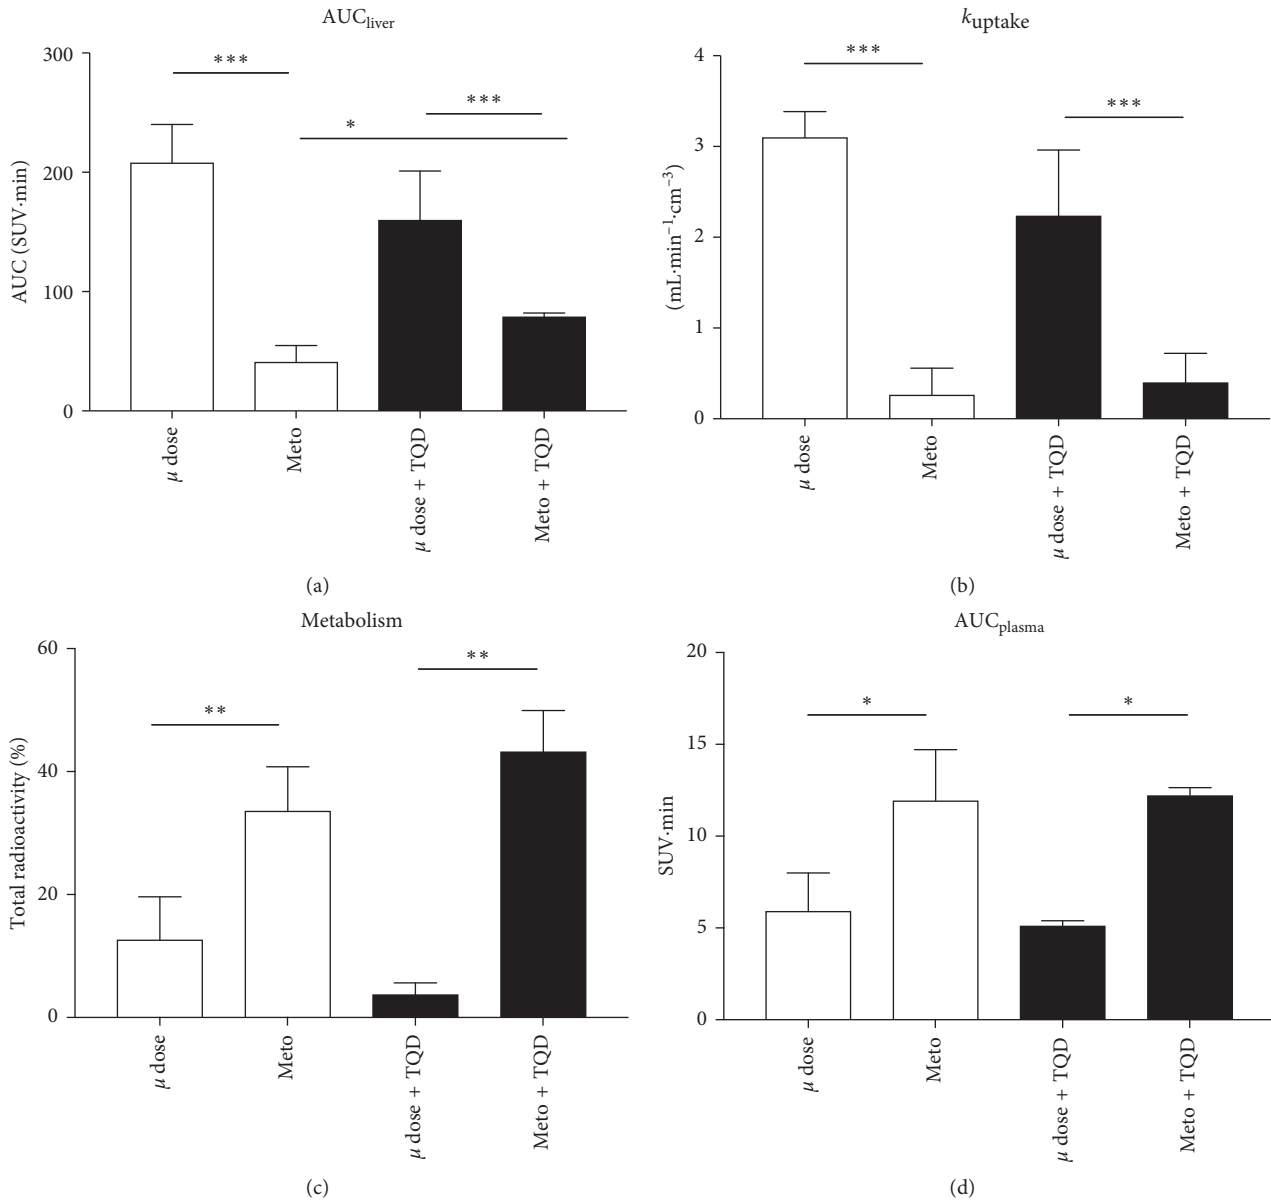 AUCliver
AUC (SUV·min)
300
200
100
0
***
*
***
μ dose
Meto
μ dose + TQD
Meto + TQD
(a)
kuptake
(mL·min⁻¹·cm⁻³)
4
3
2
1
0
***
***
μ dose
Meto
μ dose + TQD
Meto + TQD
(b)
Metabolism
Total radioactivity (%)
60
40
20
0
**
**
μ dose
Meto
μ dose + TQD
Meto + TQD
(c)
AUCplasma
SUV·min
20
15
10
5
0
*
*
μ dose
Meto
μ dose + TQD
Meto + TQD
(d)